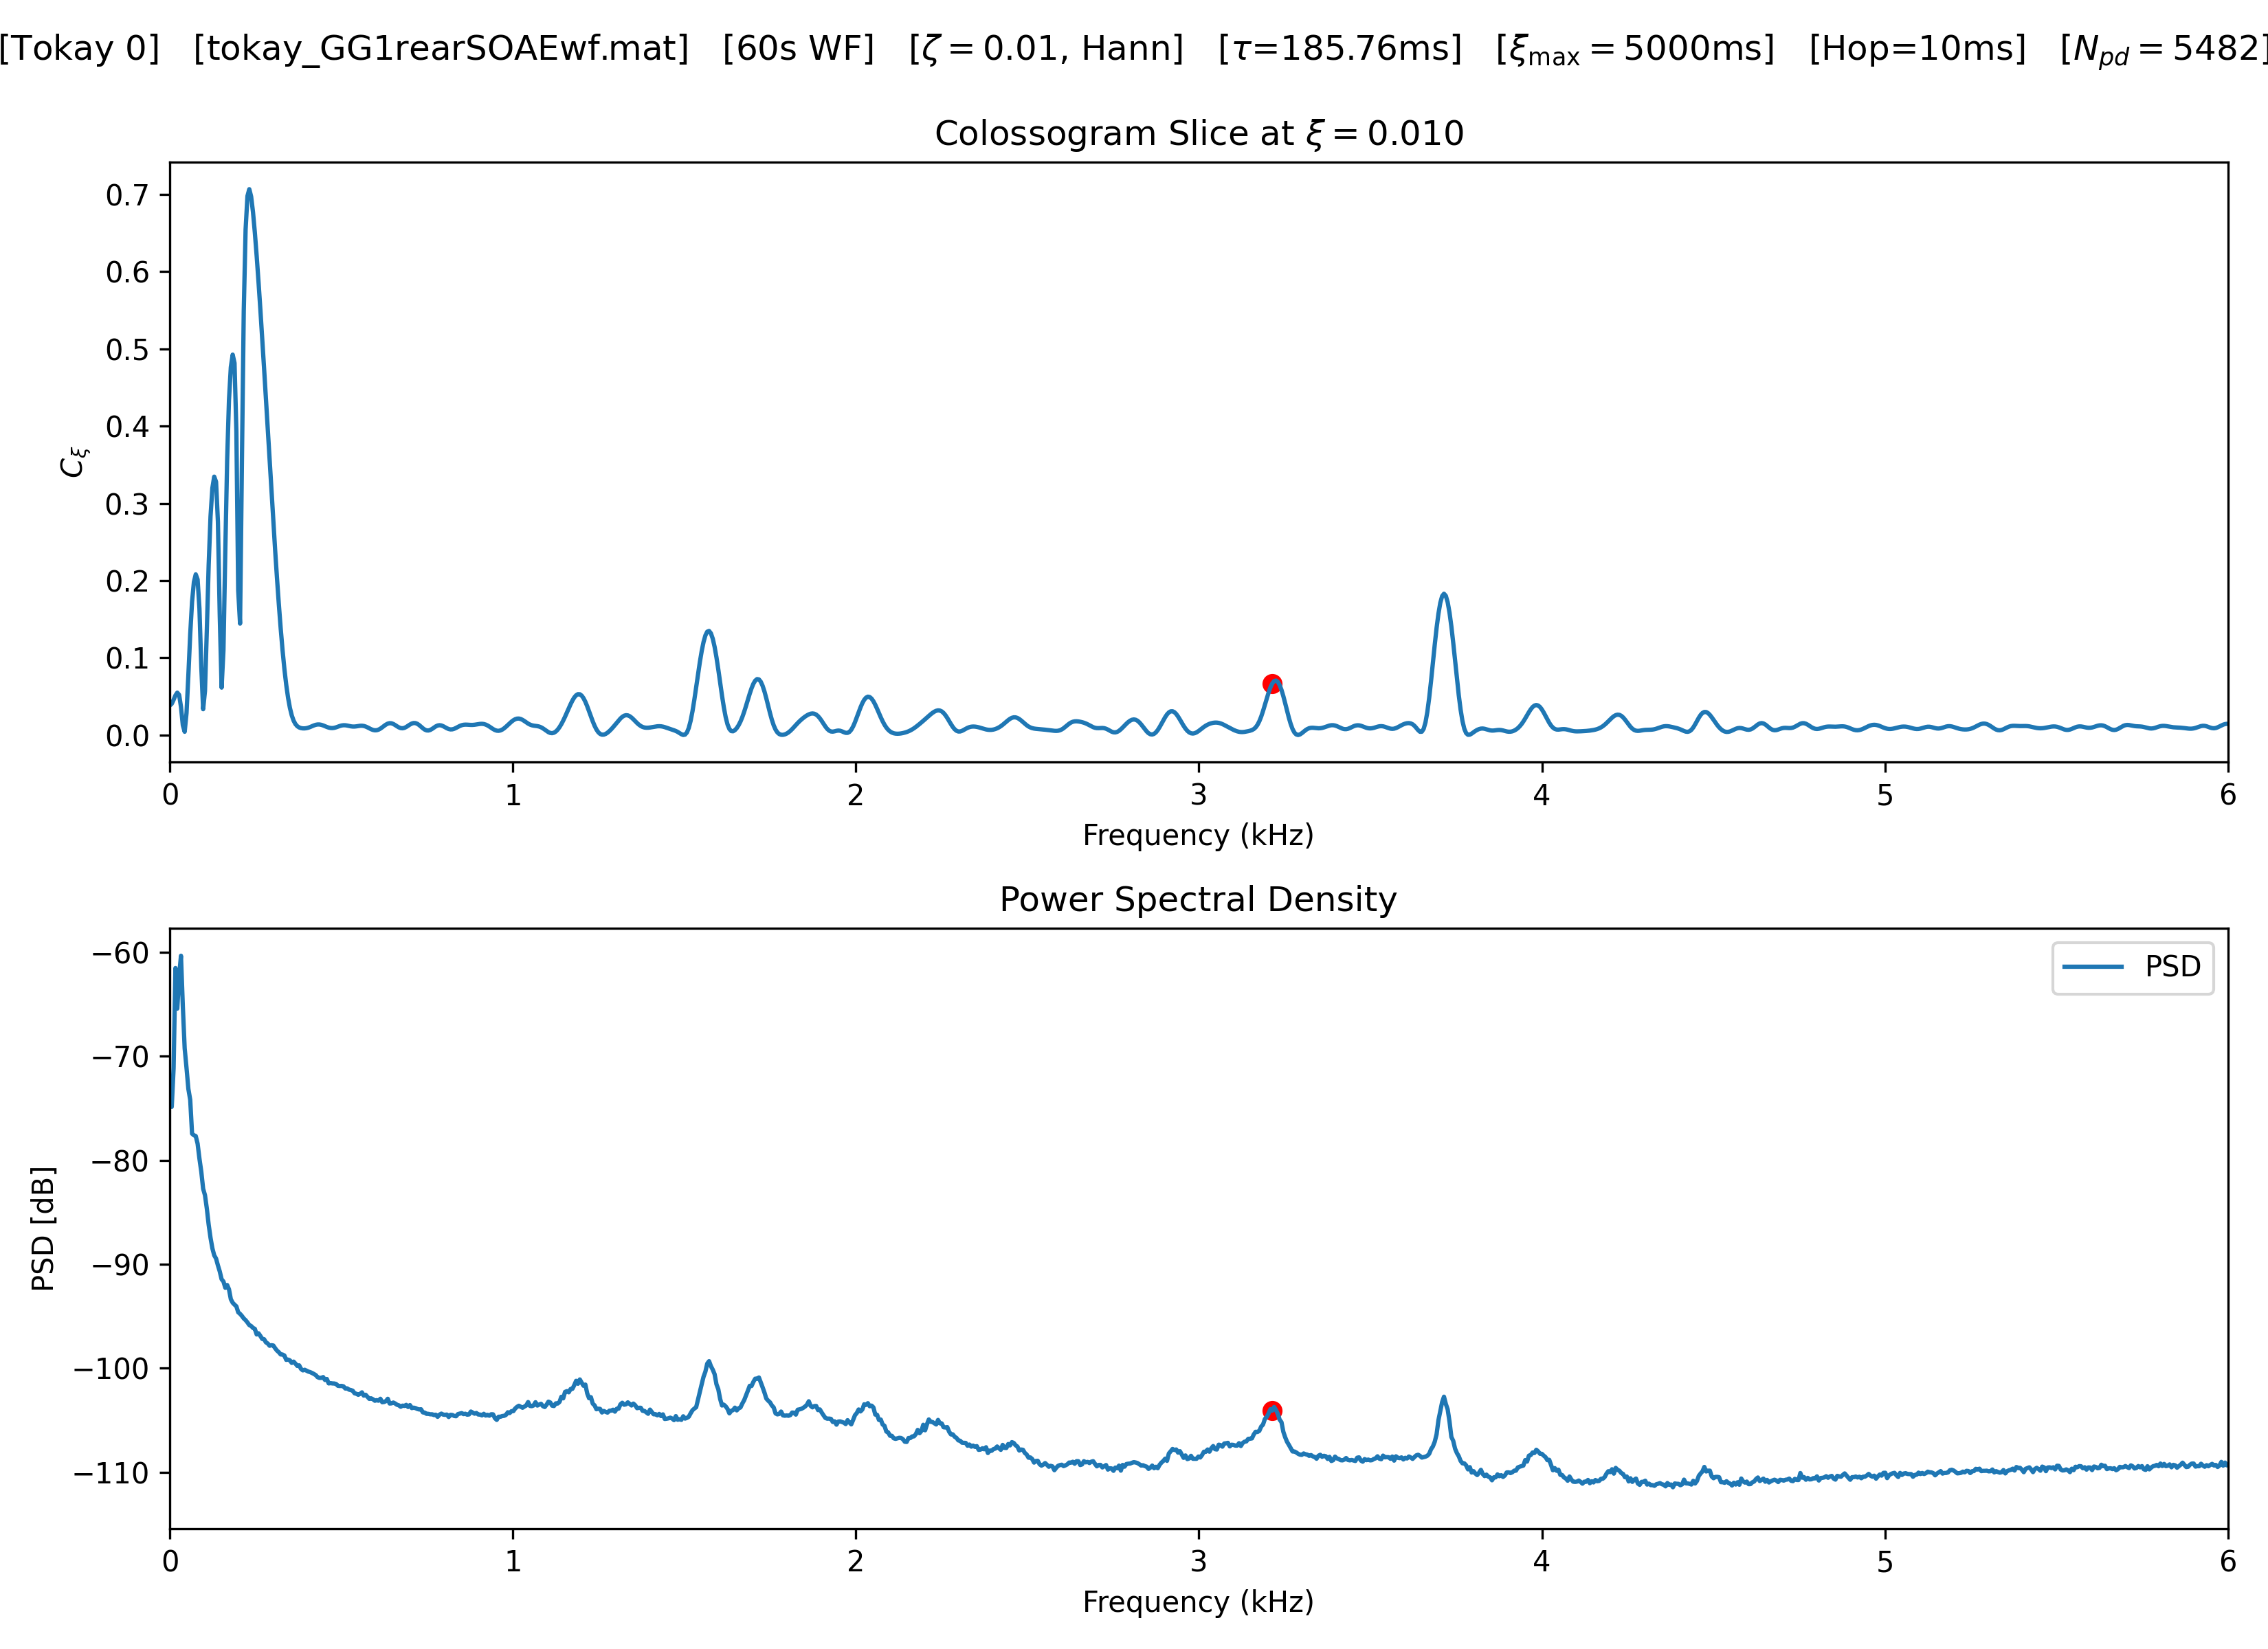 [Tokay 0] [tokay_GG1rearSOAEwf.mat] [60s WF] [ζ = 0.01, Hann] [τ=185.76ms] [ξmax = 5000ms] [Hop=10ms] [Npd = 5482]
Colossogram Slice at ξ = 0.010
0.7
0.6
0.5
0.4
0.3
0.2
0.1
0.0
Cξ
0 1 2 3 4 5 6
Frequency (kHz)
Power Spectral Density
−60
−70
−80
−90
−100
−110
PSD [dB]
PSD
0 1 2 3 4 5 6
Frequency (kHz)